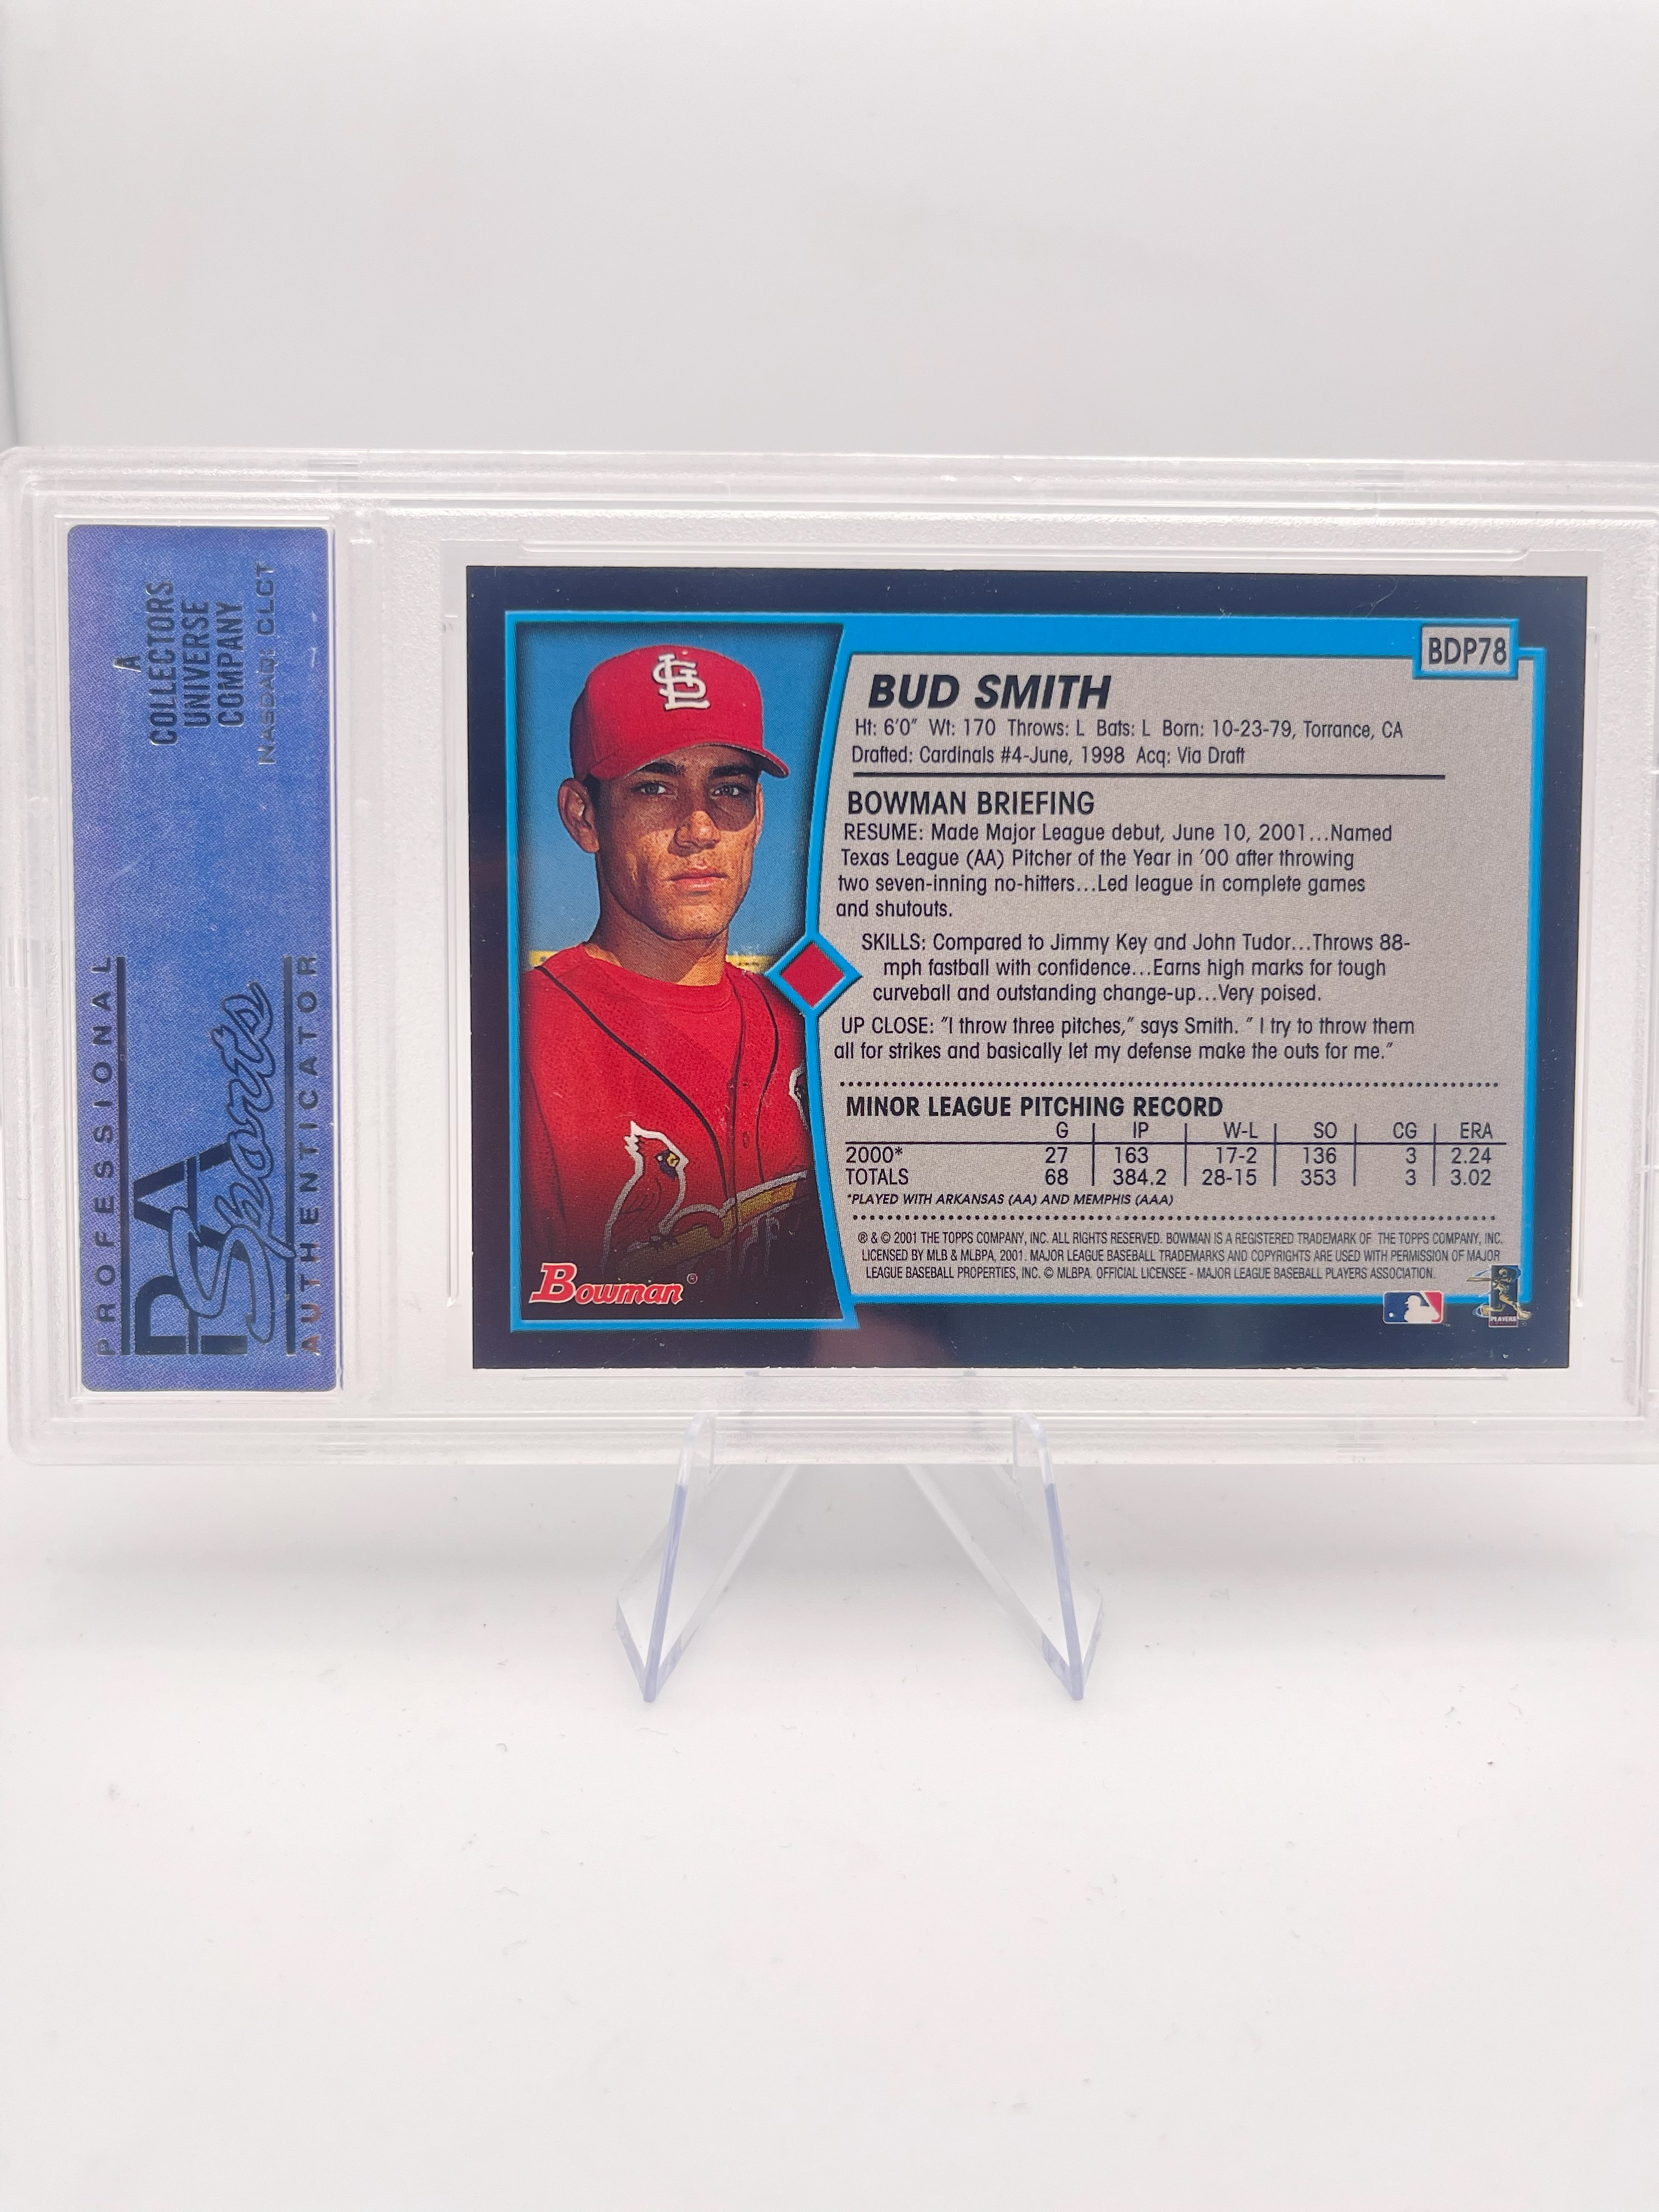 A
COLLECTORS
UNIVERSE
COMPANY
NASDAQ: CLCT
PROFESSIONAL
PSA
Sports
AUTHENTICATOR
STL
BDP78
BUD SMITH
Ht: 6'0" Wt: 170 Throws: L Bats: L Born: 10-23-79, Torrance, CA
Drafted: Cardinals #4-June, 1998 Acq: Via Draft
BOWMAN BRIEFING
RESUME: Made Major League debut, June 10, 2001...Named
Texas League (AA) Pitcher of the Year in '00 after throwing
two seven-inning no-hitters...Led league in complete games
and shutouts.
SKILLS: Compared to Jimmy Key and John Tudor...Throws 88-
mph fastball with confidence...Earns high marks for tough
curveball and outstanding change-up...Very poised.
UP CLOSE: "I throw three pitches," says Smith. " I try to throw them
all for strikes and basically let my defense make the outs for me."
MINOR LEAGUE PITCHING RECORD
G IP W-L SO CG ERA
2000* 27 163 17-2 136 3 2.24
TOTALS 68 384.2 28-15 353 3 3.02
*PLAYED WITH ARKANSAS (AA) AND MEMPHIS (AAA)
® & © 2001 THE TOPPS COMPANY, INC. ALL RIGHTS RESERVED. BOWMAN IS A REGISTERED TRADEMARK OF THE TOPPS COMPANY, INC.
LICENSED BY MLB & MLBPA, 2001. MAJOR LEAGUE BASEBALL TRADEMARKS AND COPYRIGHTS ARE USED WITH PERMISSION OF MAJOR
LEAGUE BASEBALL PROPERTIES, INC. © MLBPA. OFFICIAL LICENSEE - MAJOR LEAGUE BASEBALL PLAYERS ASSOCIATION.
Bowman®
PLAYERS